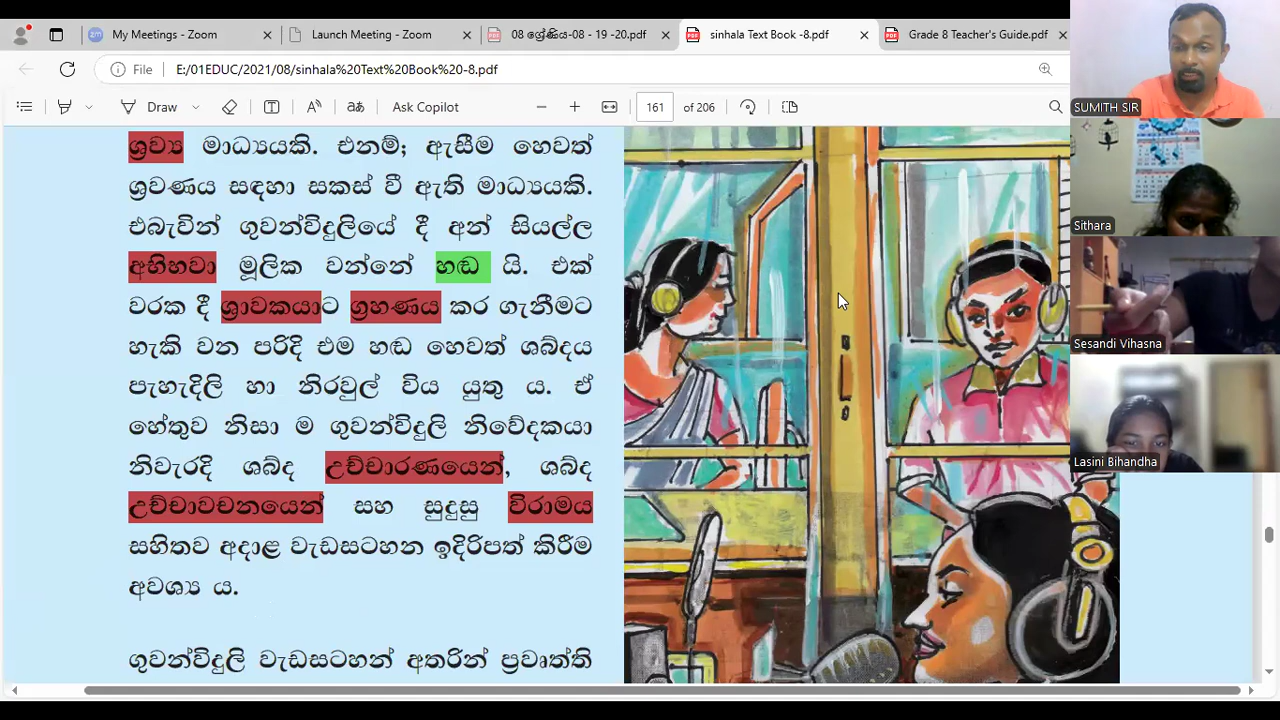 My Meetings - Zoom
Launch Meeting - Zoom
08 ශ්‍රේණිය-08 - 19 -20.pdf
sinhala Text Book -8.pdf
Grade 8 Teacher's Guide.pdf
File
E:/01EDUC/2021/08/sinhala%20Text%20Book%20-8.pdf
Draw
Ask Copilot
161
of 206
ශ්‍රව්‍ය මාධ්‍යයකි. එනම්; ඇසීම හෙවත්
ශ්‍රවණය සඳහා සකස් වී ඇති මාධ්‍යයකි.
එබැවින් ගුවන්විදුලියේ දී අන් සියල්ල
අභිභවා මූලික වන්නේ හඬ යි. එක්
වරක දී ශ්‍රාවකයාට ග්‍රහණය කර ගැනීමට
හැකි වන පරිදි එම හඬ හෙවත් ශබ්දය
පැහැදිලි හා නිරවුල් විය යුතු ය. ඒ
හේතුව නිසා ම ගුවන්විදුලි නිවේදකයා
නිවැරදි ශබ්ද උච්චාරණයෙන්, ශබ්ද
උච්චාවචනයෙන් සහ සුදුසු විරාමය
සහිතව අදාළ වැඩසටහන ඉදිරිපත් කිරීම
අවශ්‍ය ය.
ගුවන්විදුලි වැඩසටහන් අතරින් ප්‍රවෘත්ති
SUMITH SIR
Sithara
Sesandi Vihasna
Lasini Bihandha